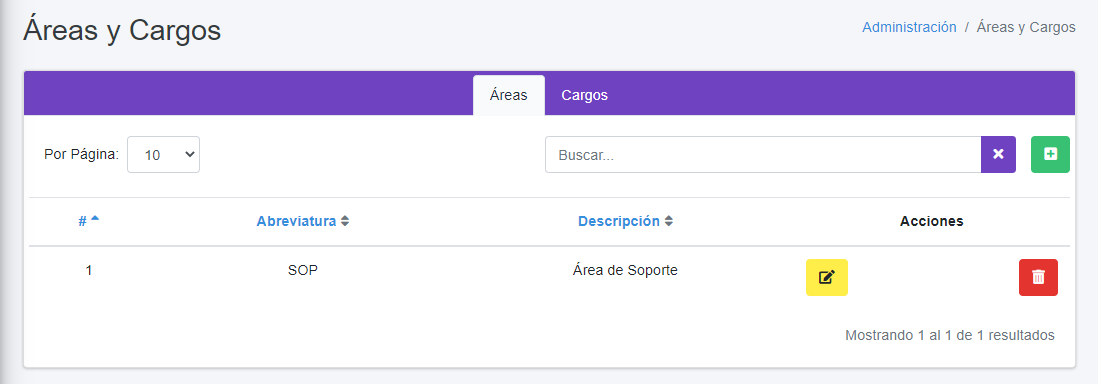 Áreas y Cargos
Administración / Áreas y Cargos
Áreas Cargos
Por Página: 10 Buscar...
# Abreviatura Descripción Acciones
1 SOP Área de Soporte
Mostrando 1 al 1 de 1 resultados